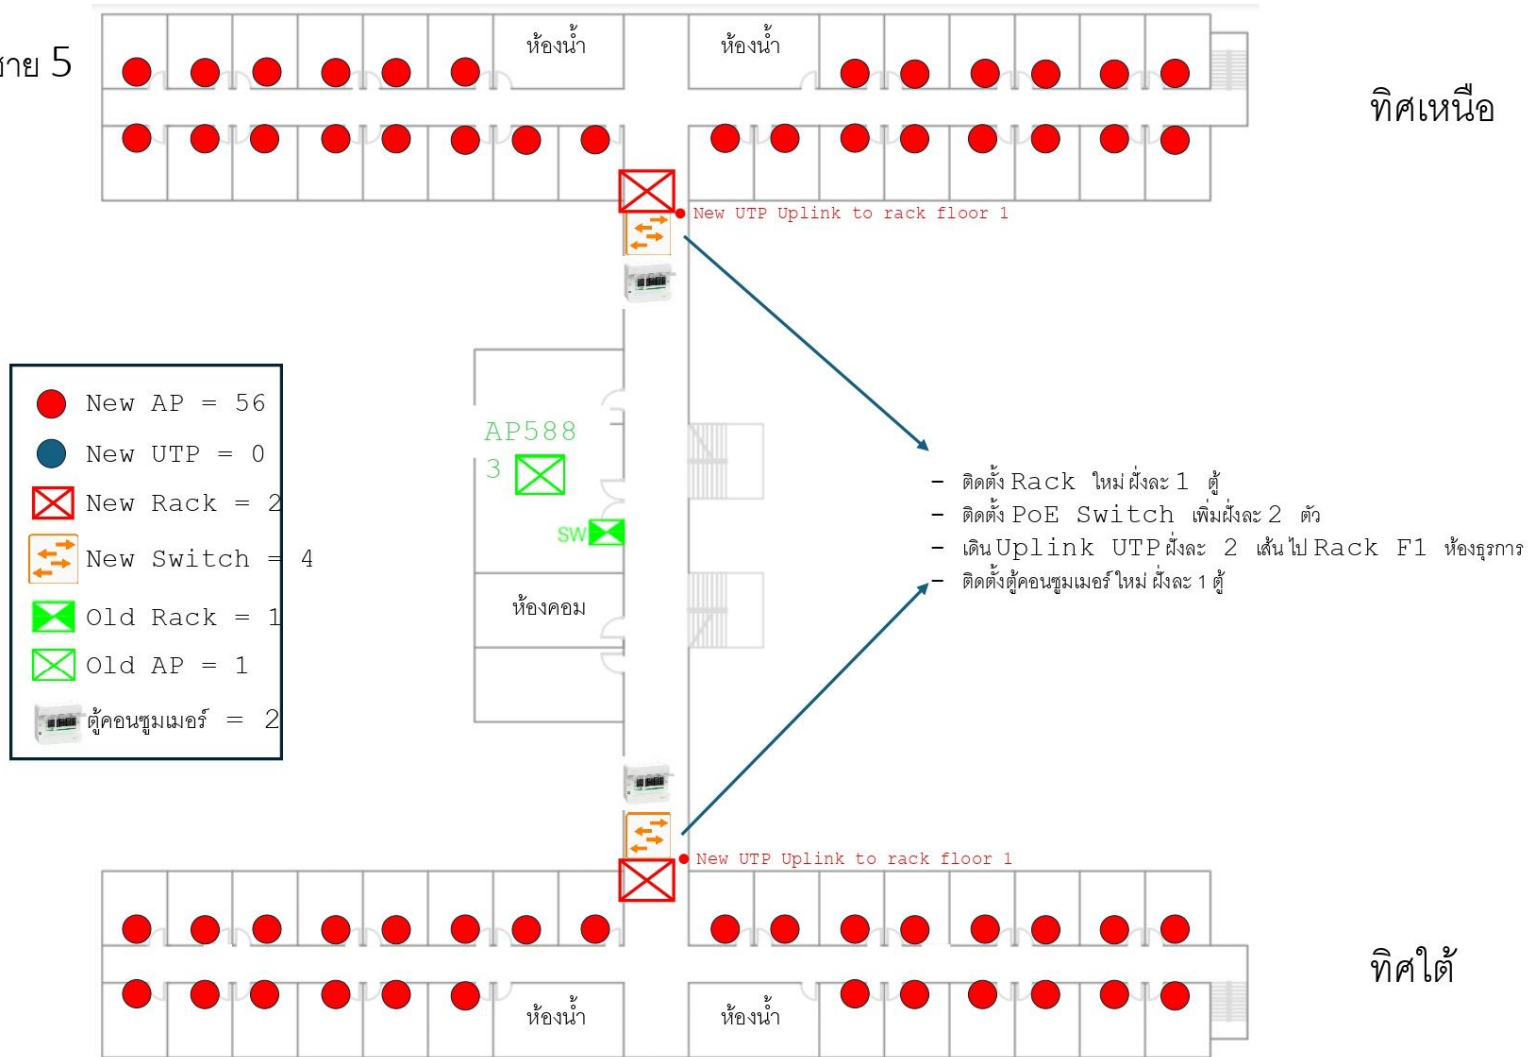 ห้องน้ำ
ห้องน้ำ
5
ทิศเหนือ
New UTP Uplink to rack floor 1
New AP = 56
New UTP = 0
New Rack = 2
New Switch = 4
Old Rack = 1
Old AP = 1
ตู้คอนซูมเมอร์ = 2
AP588
3
SW
ห้องคอม
- ติดตั้ง Rack ใหม่ ฝั่งละ 1 ตู้
- ติดตั้ง PoE Switch เพิ่มฝั่งละ 2 ตัว
- เดิน Uplink UTP ฝั่งละ 2 เส้น ไป Rack F1 ห้องธุรการ
- ติดตั้งตู้คอนซูมเมอร์ ใหม่ ฝั่งละ 1 ตู้
New UTP Uplink to rack floor 1
ทิศใต้
ห้องน้ำ
ห้องน้ำ